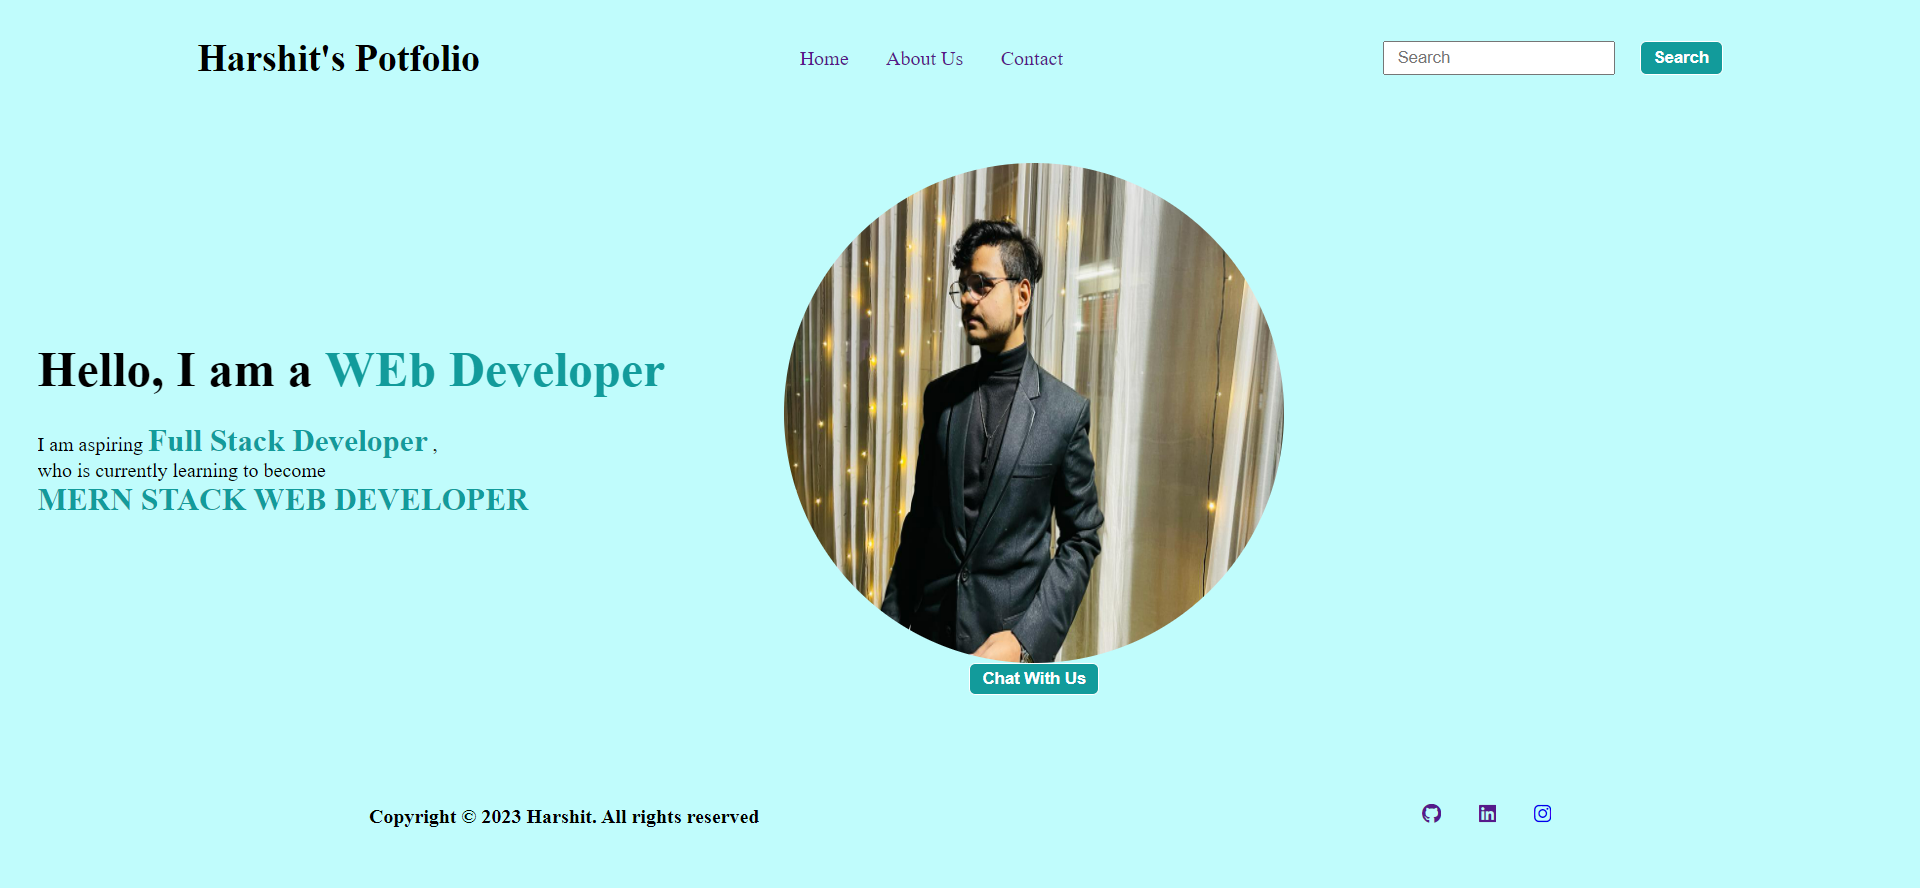 Harshit's Potfolio
Home About Us Contact
Search Search
Hello, I am a WEb Developer
I am aspiring Full Stack Developer ,
who is currently learning to become
MERN STACK WEB DEVELOPER
Chat With Us
Copyright © 2023 Harshit. All rights reserved